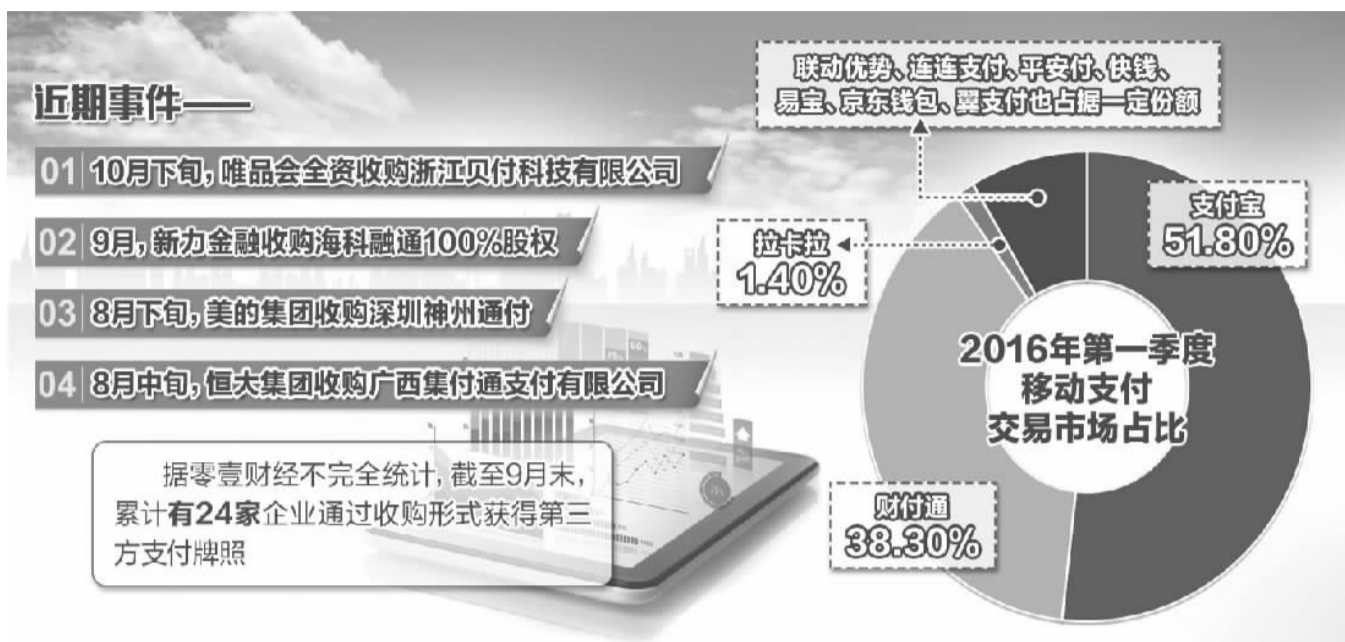 近期事件——
01 10月下旬,唯品会全资收购浙江贝付科技有限公司
02 9月,新力金融收购海科融通100%股权
03 8月下旬,美的集团收购深圳神州通付
04 8月中旬,恒大集团收购广西集付通支付有限公司
据零壹财经不完全统计,截至9月末,
累计有24家企业通过收购形式获得第三
方支付牌照
联动优势、连连支付、平安付、快钱、
易宝、京东钱包、翼支付也占据一定份额
支付宝
51.80%
拉卡拉
1.40%
2016年第一季度
移动支付
交易市场占比
财付通
38.30%